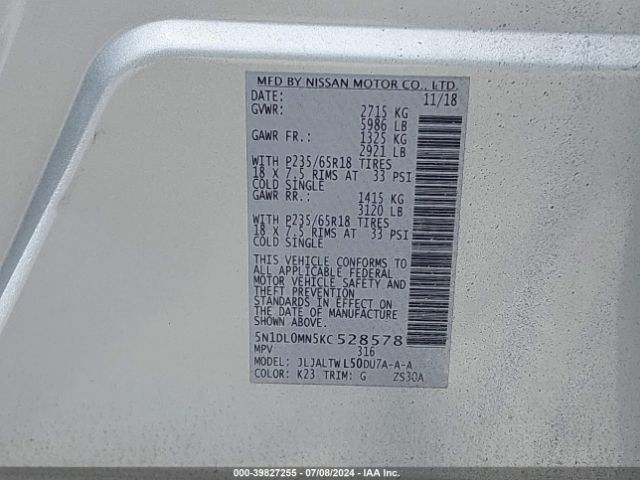 MFD BY NISSAN MOTOR CO., LTD.
DATE: 11/18
GVWR: 2715 KG
5986 LB
GAWR FR.: 1325 KG
2921 LB
WITH P235/65R18 TIRES
18 X 7.5 RIMS AT 33 PSI
COLD SINGLE
GAWR RR.: 1415 KG
3120 LB
WITH P235/65R18 TIRES
18 X 7.5 RIMS AT 33 PSI
COLD SINGLE
THIS VEHICLE CONFORMS TO
ALL APPLICABLE FEDERAL
MOTOR VEHICLE SAFETY AND
THEFT PREVENTION
STANDARDS IN EFFECT ON
THE DATE OF MANUFACTURE
SHOWN ABOVE.
5N1DL0MN5KC528578
MPV 316
MODEL: JLJALTWL50DU7A-A-A
COLOR: K23 TRIM: G ZS30A
000-39827255 - 07/08/2024 - IAA Inc.